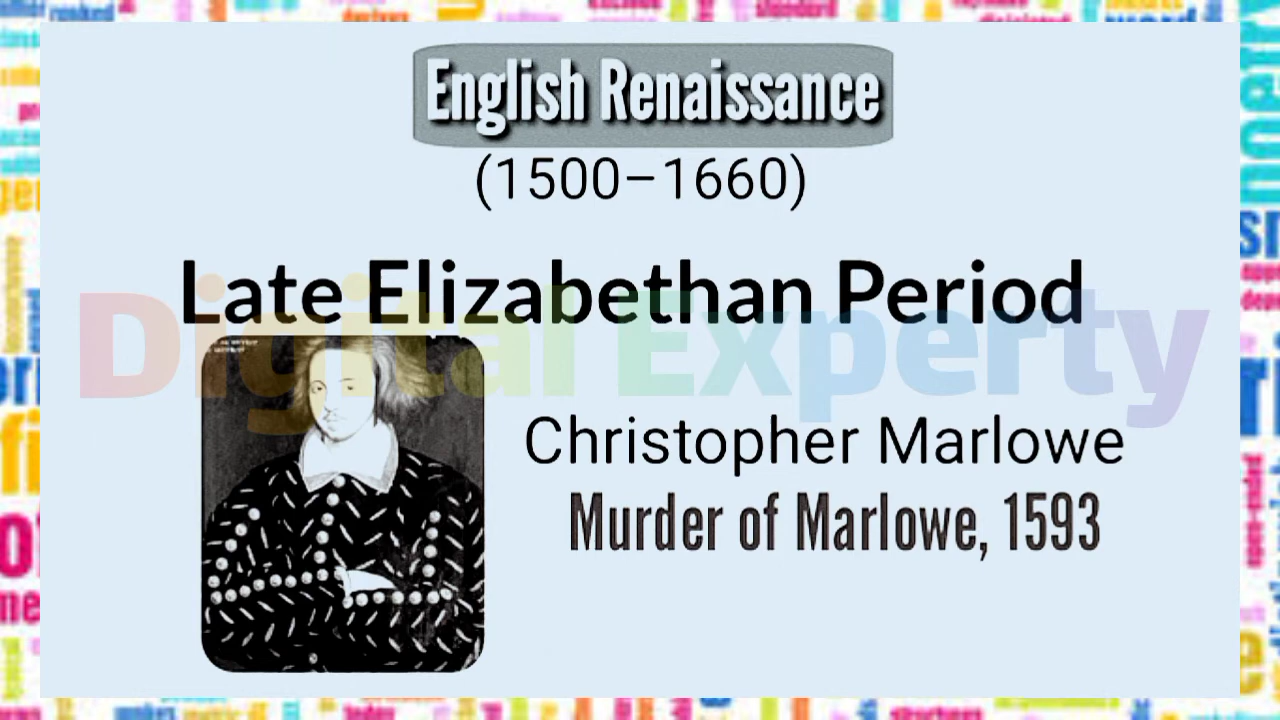 English Renaissance
(1500–1660)
Late Elizabethan Period
Digital Experty
Christopher Marlowe
Murder of Marlowe, 1593